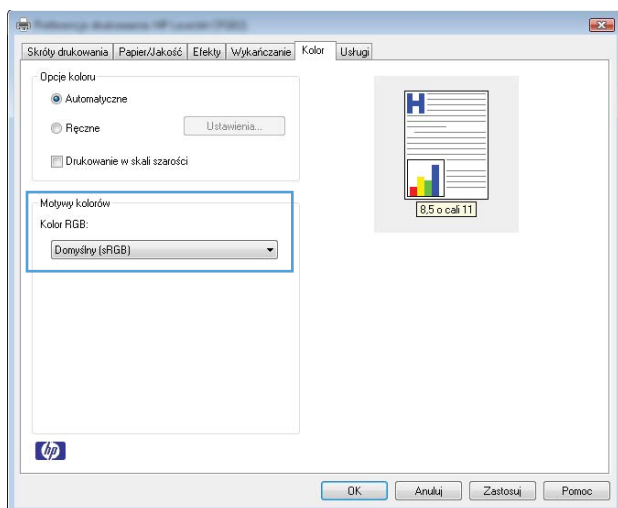 Skróty drukowania Papier/Jakość Efekty Wykańczanie Kolor Usługi
Opcje koloru
Automatyczne
Ręczne Ustawienia...
Drukowanie w skali szarości
H
8,5 o cali 11
Motywy kolorów
Kolor RGB:
Domyślny (sRGB)
hp
OK Anuluj Zastosuj Pomoc